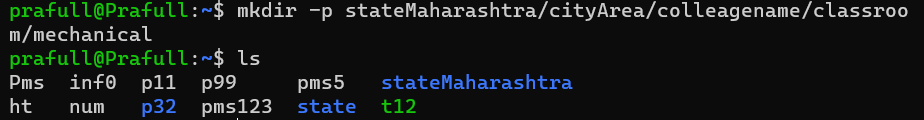 prafull@Prafull:~$ mkdir -p stateMaharashtra/cityArea/colleagename/classroo
m/mechanical
prafull@Prafull:~$ ls
Pms  inf0  p11  p99     pms5   stateMaharashtra
ht   num   p32  pms123  state  t12